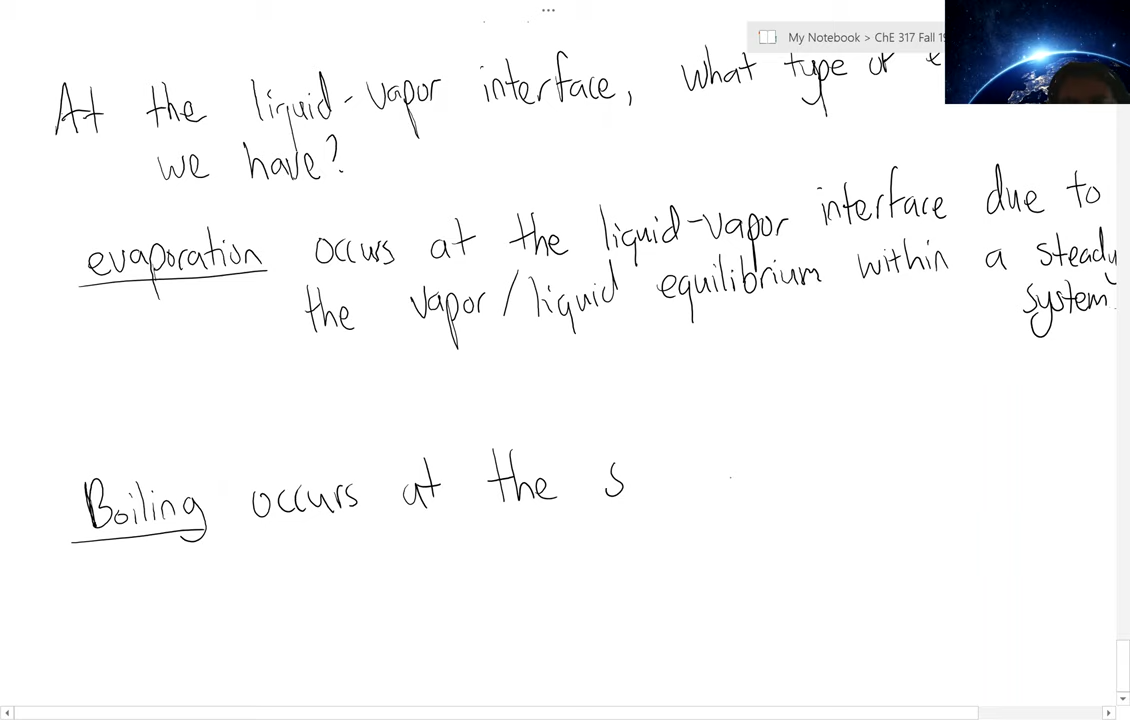 My Notebook > ChE 317 Fall
At the liquid-vapor interface, what type of
we have?
evaporation occurs at the liquid-vapor interface due to
the vapor/liquid equilibrium within a steady
system.
Boiling occurs at the s